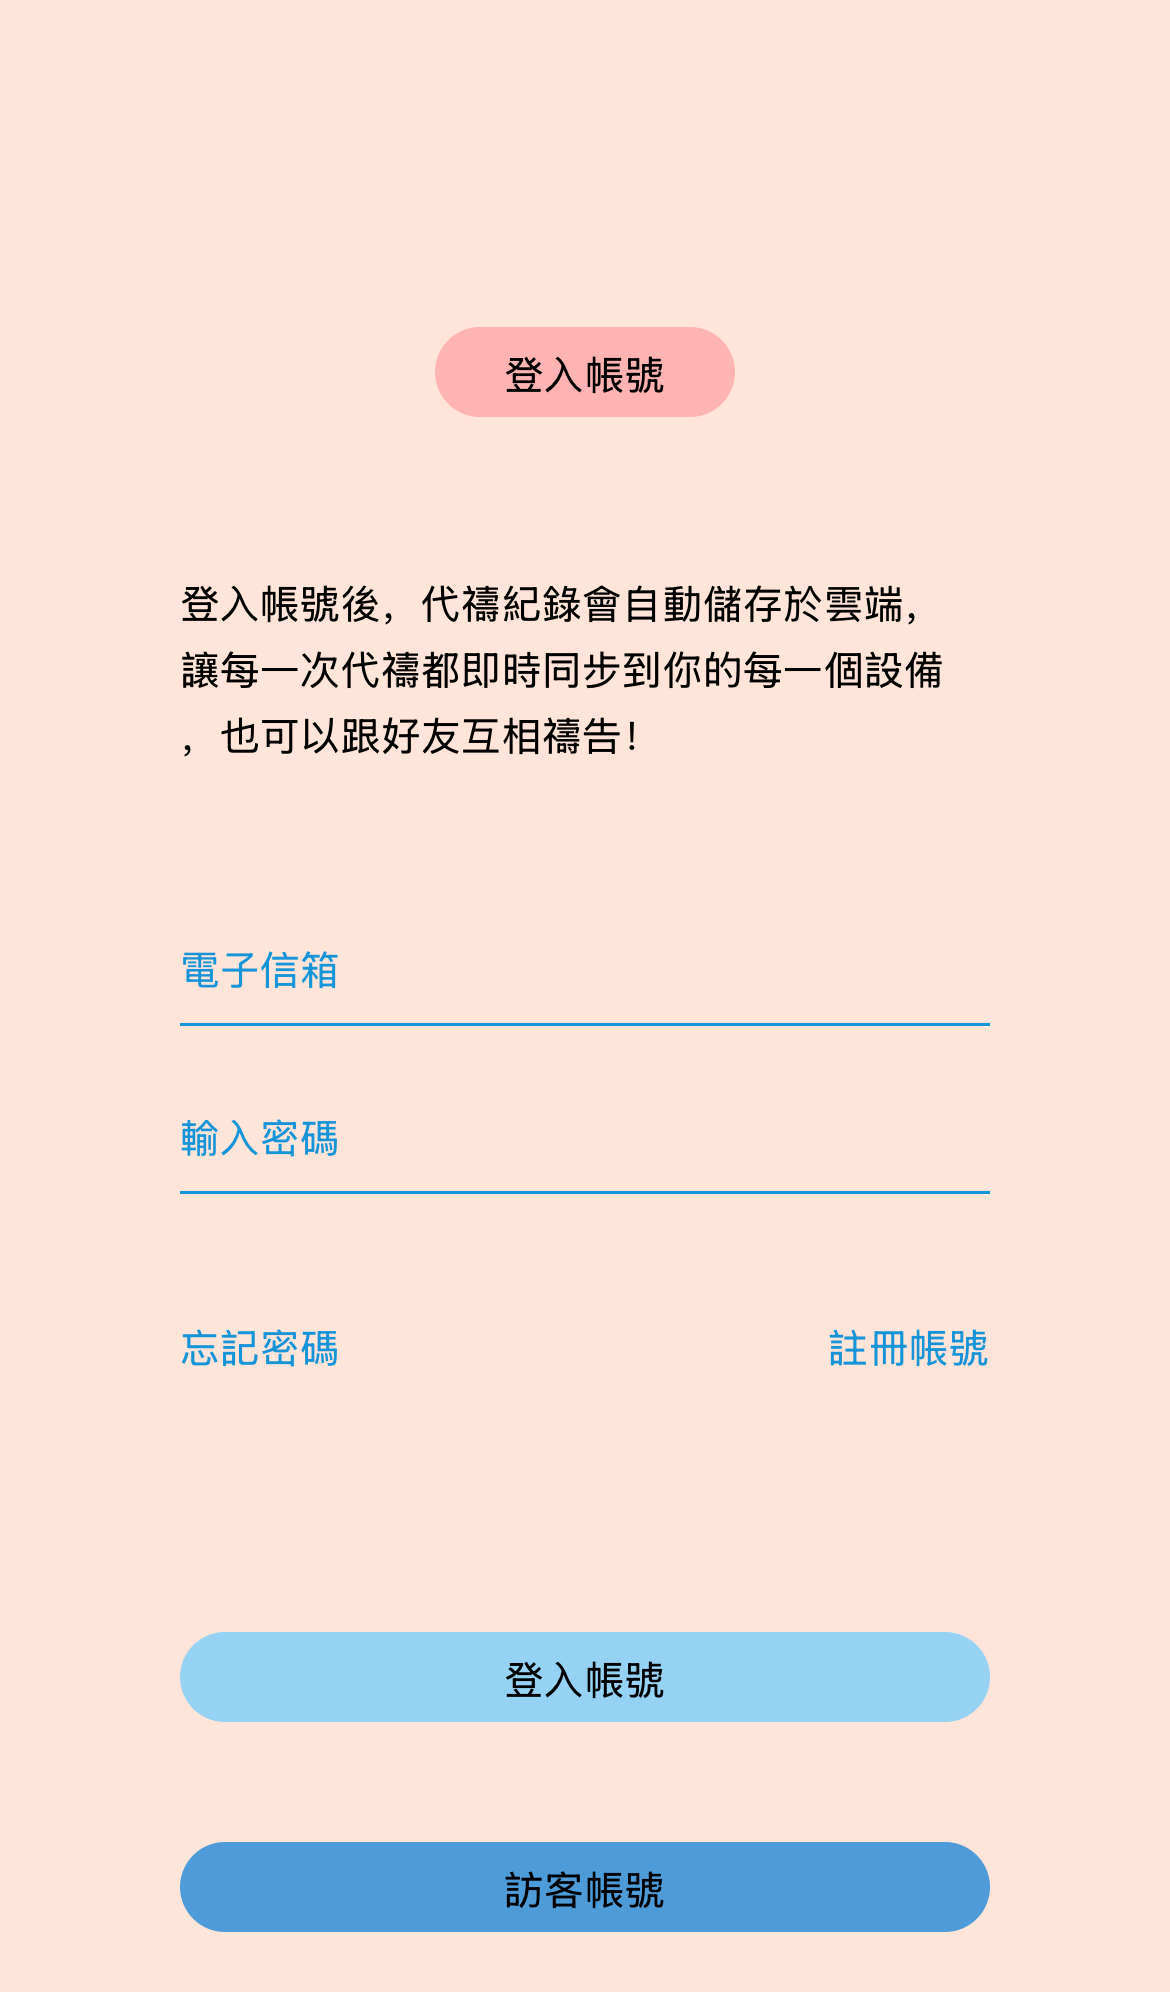 登入帳號
登入帳號後，代禱紀錄會自動儲存於雲端，
讓每一次代禱都即時同步到你的每一個設備
，也可以跟好友互相禱告！
電子信箱
輸入密碼
忘記密碼 註冊帳號
登入帳號
訪客帳號